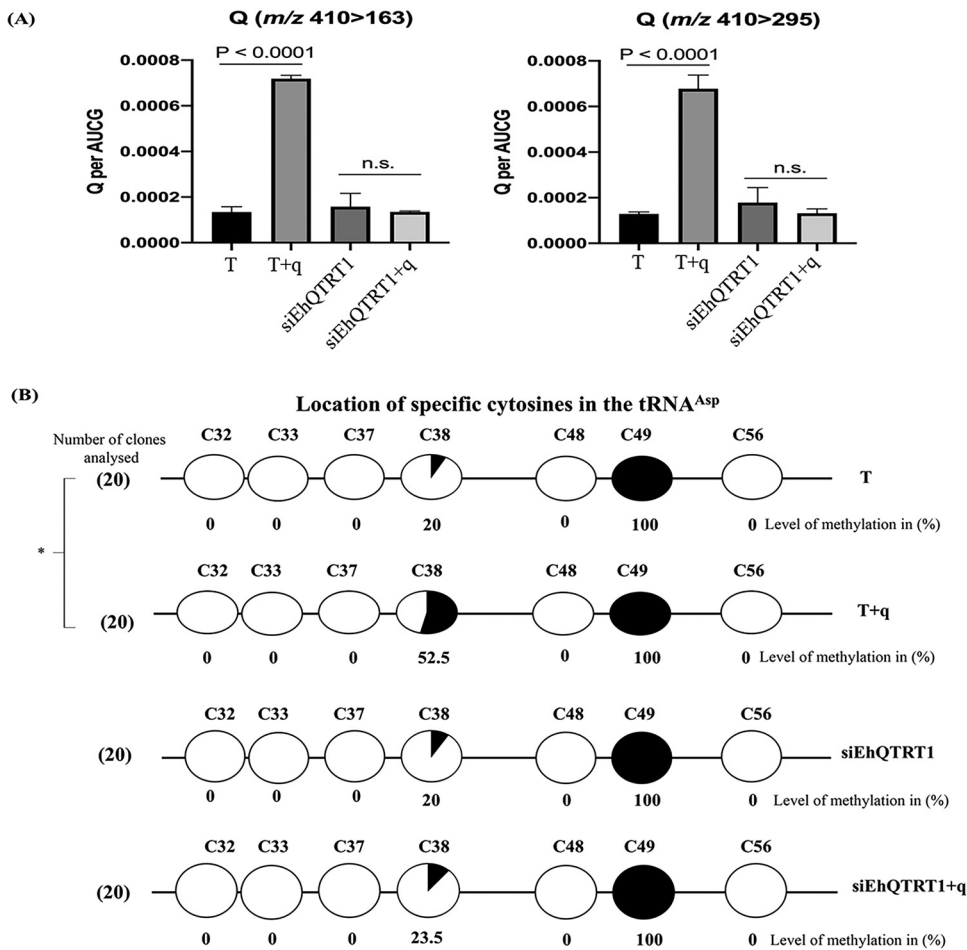 (A)
Q (m/z 410>163)
P < 0.0001
0.0008
0.0006
0.0004
0.0002
0.0000
Q per AUCG
n.s.
T
T+q
siEhQTRT1
siEhQTRT1+q
Q (m/z 410>295)
P < 0.0001
0.0008
0.0006
0.0004
0.0002
0.0000
Q per AUCG
n.s.
T
T+q
siEhQTRT1
siEhQTRT1+q
(B)
Location of specific cytosines in the tRNAAsp
Number of clones
analysed
C32 C33 C37 C38 C48 C49 C56
(20) T
0 0 0 20 0 100 0 Level of methylation in (%)
*
C32 C33 C37 C38 C48 C49 C56
(20) T+q
0 0 0 52.5 0 100 0 Level of methylation in (%)
C32 C33 C37 C38 C48 C49 C56
(20) siEhQTRT1
0 0 0 20 0 100 0 Level of methylation in (%)
C32 C33 C37 C38 C48 C49 C56
(20) siEhQTRT1+q
0 0 0 23.5 0 100 0 Level of methylation in (%)